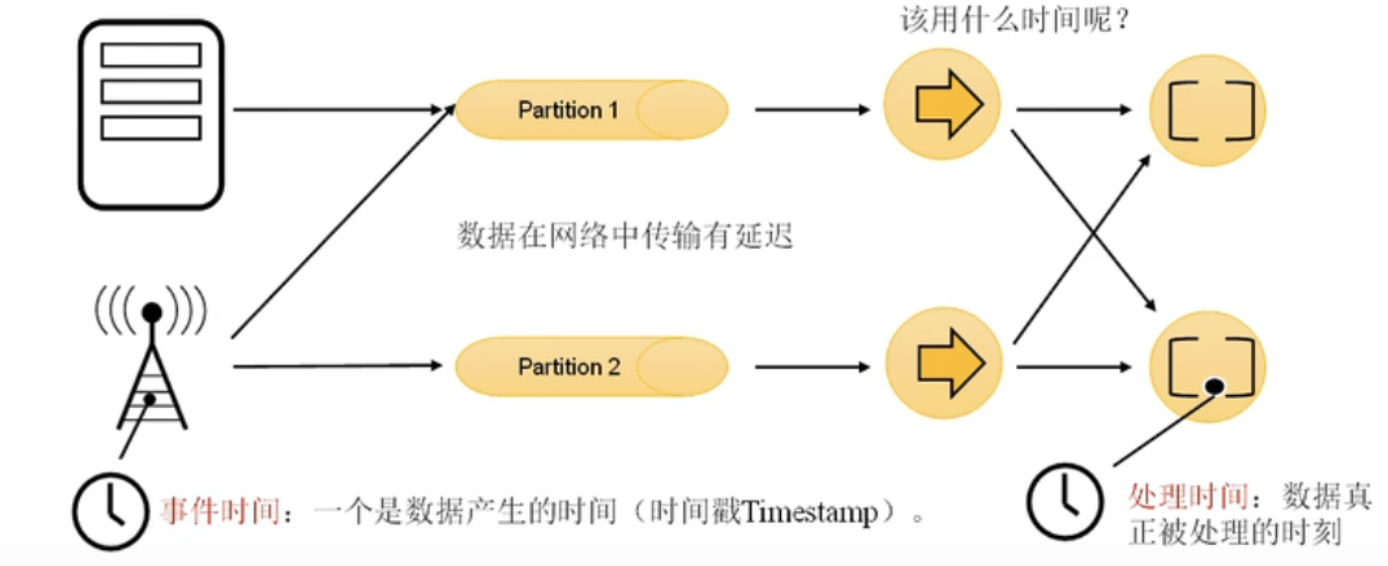 该用什么时间呢？
Partition 1
数据在网络中传输有延迟
Partition 2
事件时间：一个是数据产生的时间（时间戳Timestamp）。
处理时间：数据真
正被处理的时刻